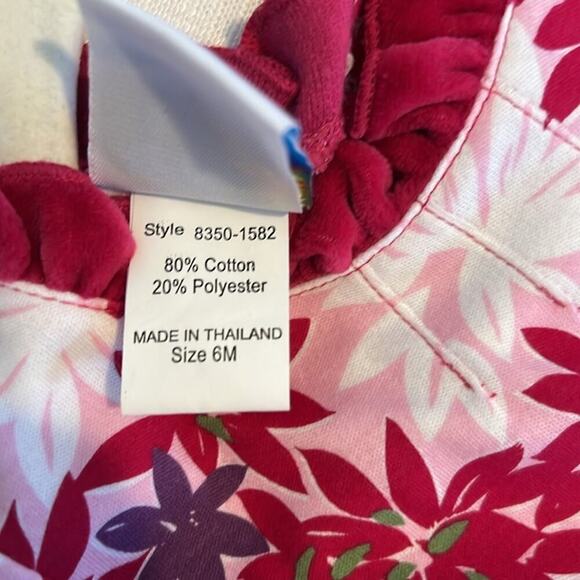 Style 8350-1582
80% Cotton
20% Polyester
MADE IN THAILAND
Size 6M